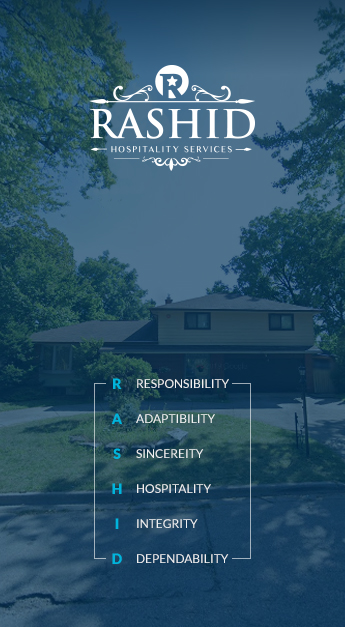 R
RASHID
HOSPITALITY SERVICES
R RESPONSIBILITY
A ADAPTIBILITY
S SINCEREITY
H HOSPITALITY
I INTEGRITY
D DEPENDABILITY